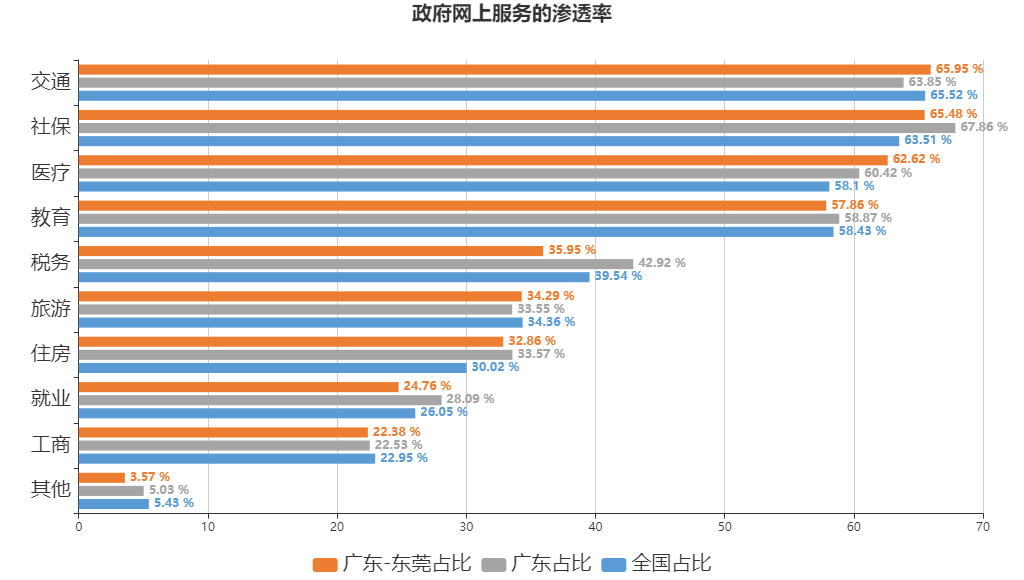 政府网上服务的渗透率
交通
65.95 %
63.85 %
65.52 %
社保
65.48 %
67.86 %
63.51 %
医疗
62.62 %
60.42 %
58.1 %
教育
57.86 %
58.87 %
58.43 %
税务
35.95 %
42.92 %
39.54 %
旅游
34.29 %
33.55 %
34.36 %
住房
32.86 %
33.57 %
30.02 %
就业
24.76 %
28.09 %
26.05 %
工商
22.38 %
22.53 %
22.95 %
其他
3.57 %
5.03 %
5.43 %
0 10 20 30 40 50 60 70
广东-东莞占比 广东占比 全国占比